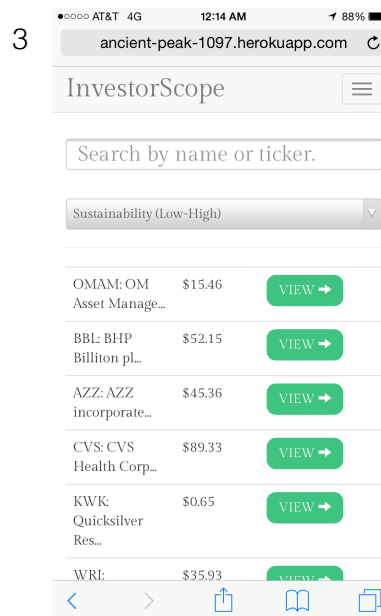 3
AT&T 4G 12:14 AM 88%
ancient-peak-1097.herokuapp.com
InvestorScope
Search by name or ticker.
Sustainability (Low-High)
OMAM: OM $15.46 VIEW
Asset Manage...
BBL: BHP $52.15 VIEW
Billiton pl...
AZZ: AZZ $45.36 VIEW
incorporate...
CVS: CVS $89.33 VIEW
Health Corp...
KWK: $0.65 VIEW
Quicksilver
Res...
WRI: $35.93 VIEW